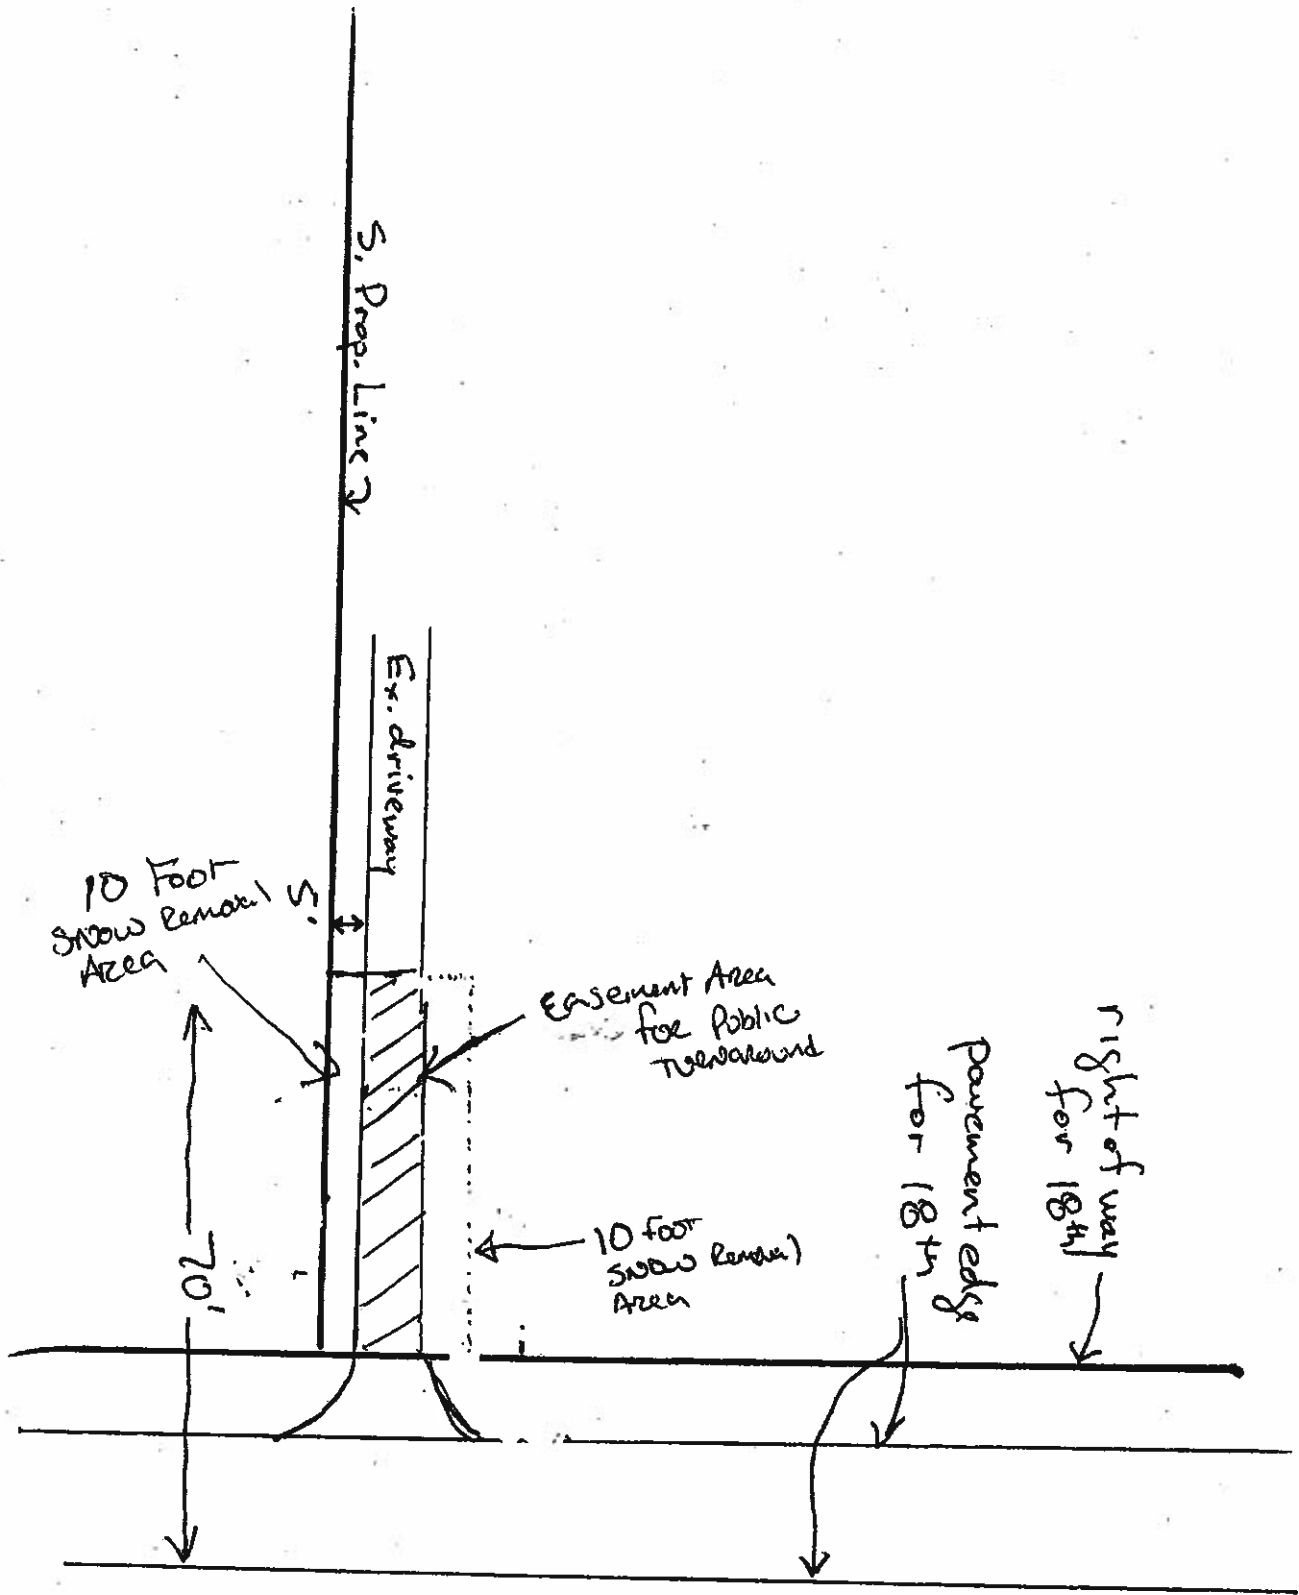 S. Prop. Line
Ex. driveway
10 Foot
Snow Removal
Area
5'
Easement Area
for Public
Turnaround
right of way
for 18th
Pavement edge
for 18th
10 foot
Snow Removal
Area
70'